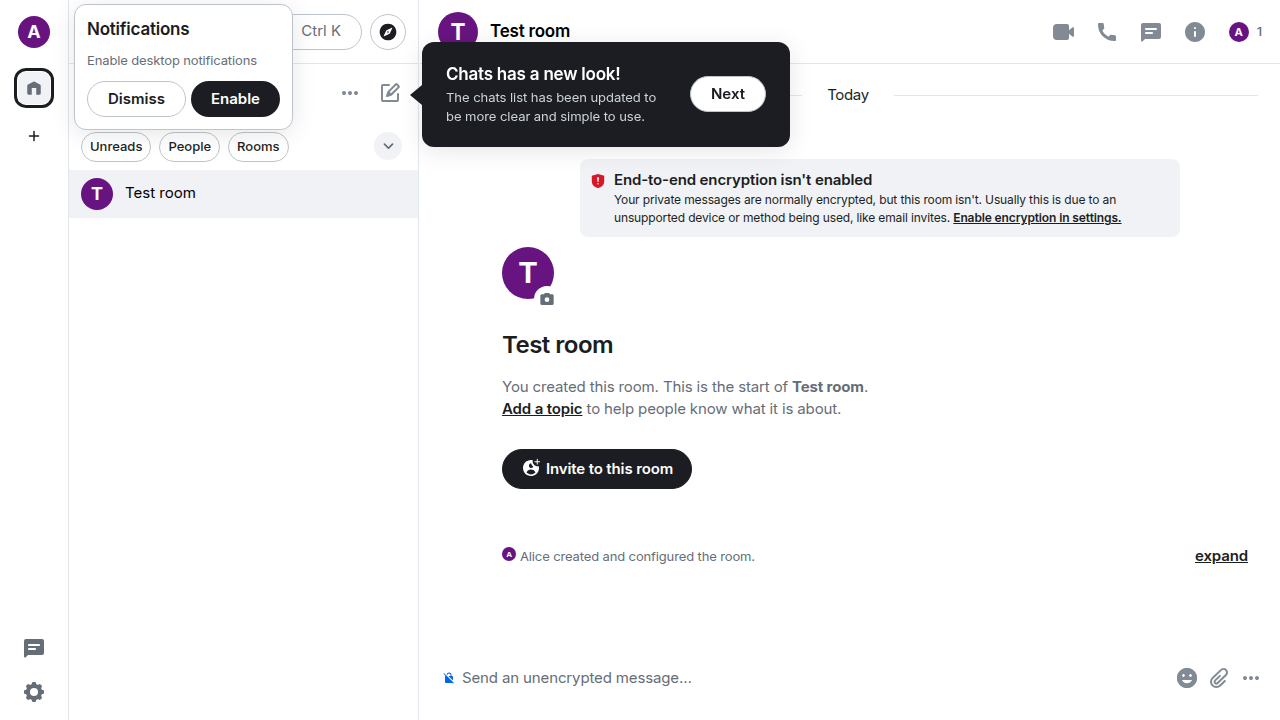 A
Notifications
Enable desktop notifications
Dismiss
Enable
Ctrl K
Unreads
People
Rooms
T
Test room
T
Test room
A
1
Chats has a new look!
The chats list has been updated to
be more clear and simple to use.
Next
Today
End-to-end encryption isn't enabled
Your private messages are normally encrypted, but this room isn't. Usually this is due to an
unsupported device or method being used, like email invites. Enable encryption in settings.
T
Test room
You created this room. This is the start of Test room.
Add a topic to help people know what it is about.
Invite to this room
A
Alice created and configured the room.
expand
Send an unencrypted message…